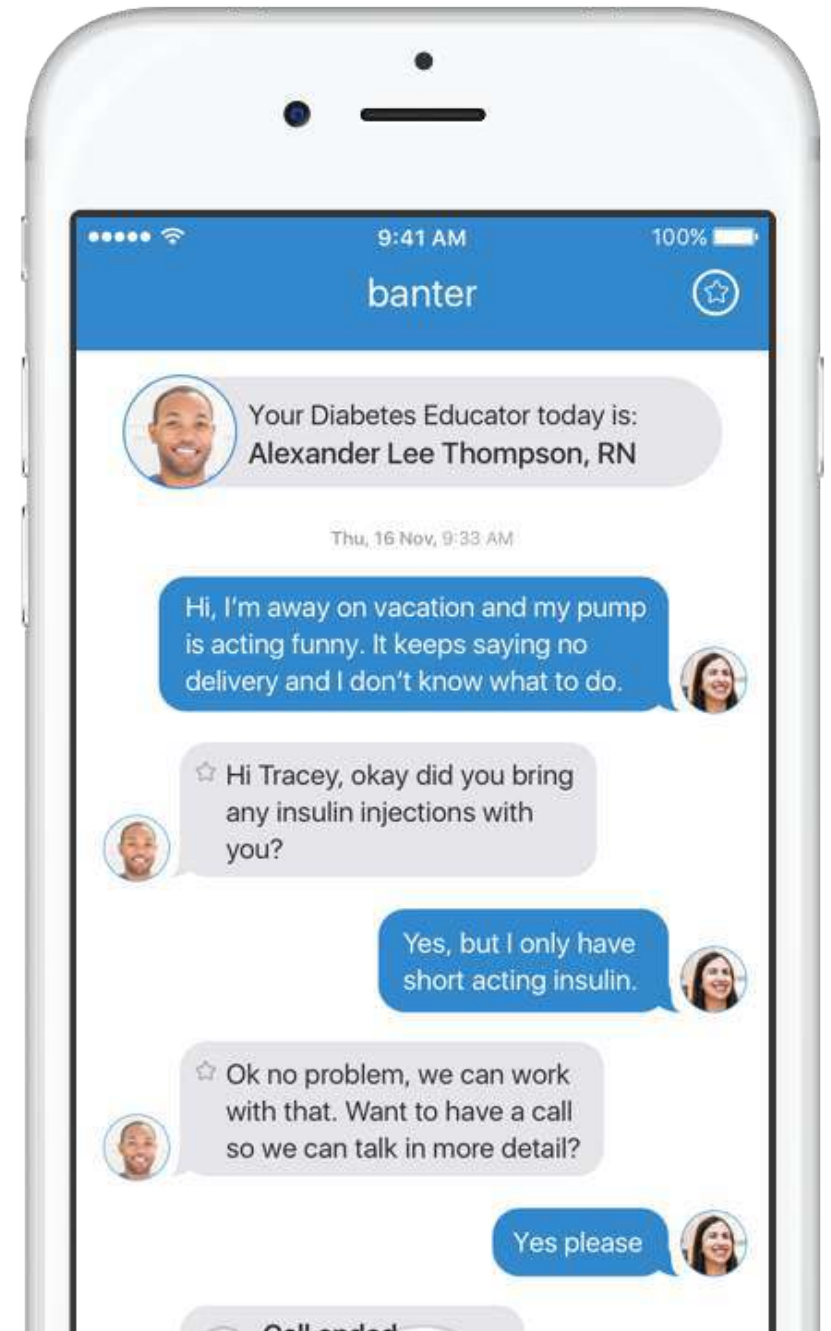 9:41 AM
100%
banter
Your Diabetes Educator today is:
Alexander Lee Thompson, RN
Thu, 16 Nov, 9:33 AM
Hi, I'm away on vacation and my pump
is acting funny. It keeps saying no
delivery and I don't know what to do.
Hi Tracey, okay did you bring
any insulin injections with
you?
Yes, but I only have
short acting insulin.
Ok no problem, we can work
with that. Want to have a call
so we can talk in more detail?
Yes please
Call ended